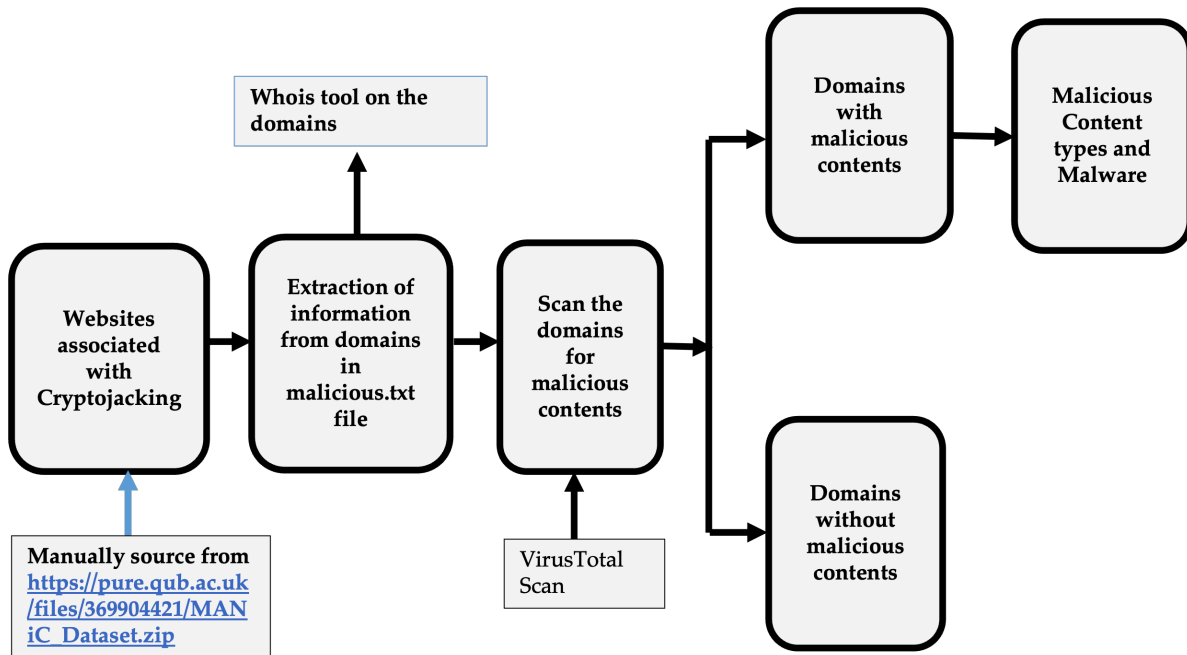 Whois tool on the
domains
Domains
with
malicious
contents
Malicious
Content
types and
Malware
Websites
associated
with
Cryptojacking
Extraction of
information
from domains
in
malicious.txt
file
Scan the
domains
for
malicious
contents
Domains
without
malicious
contents
Manually source from
https://pure.qub.ac.uk
/files/369904421/MAN
iC_Dataset.zip
VirusTotal
Scan